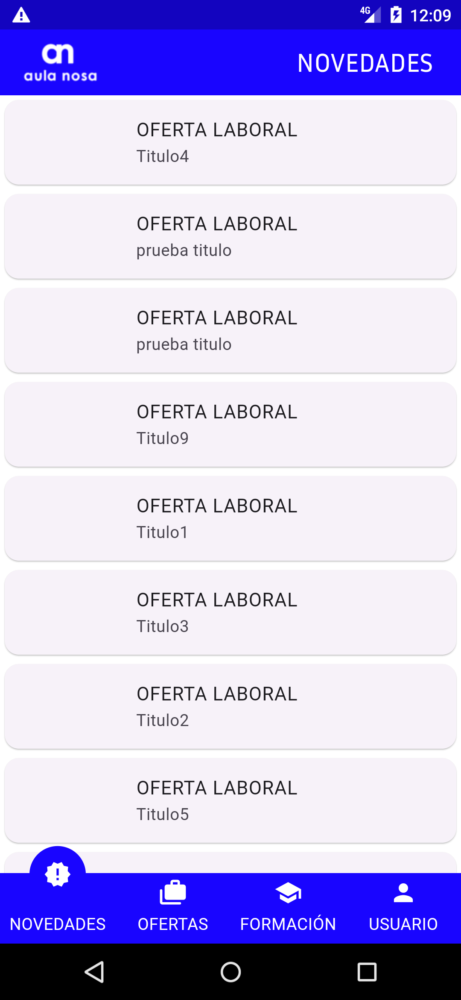 4G 12:09
aula nosa
NOVEDADES
OFERTA LABORAL
Titulo4
OFERTA LABORAL
prueba titulo
OFERTA LABORAL
prueba titulo
OFERTA LABORAL
Titulo9
OFERTA LABORAL
Titulo1
OFERTA LABORAL
Titulo3
OFERTA LABORAL
Titulo2
OFERTA LABORAL
Titulo5
NOVEDADES
OFERTAS
FORMACIÓN
USUARIO